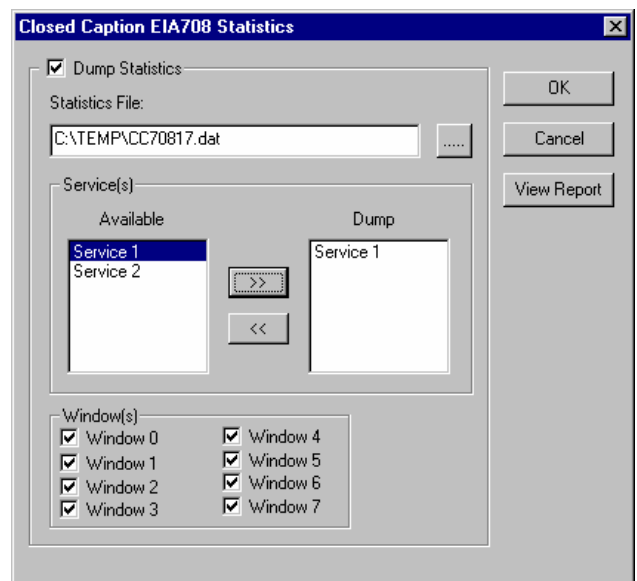 Closed Caption EIA708 Statistics
Dump Statistics
OK
Statistics File:
C:\TEMP\CC70817.dat
.....
Cancel
View Report
Service(s)
Available
Dump
Service 1
Service 2
>>
<<
Service 1
Window(s)
Window 0
Window 4
Window 1
Window 5
Window 2
Window 6
Window 3
Window 7